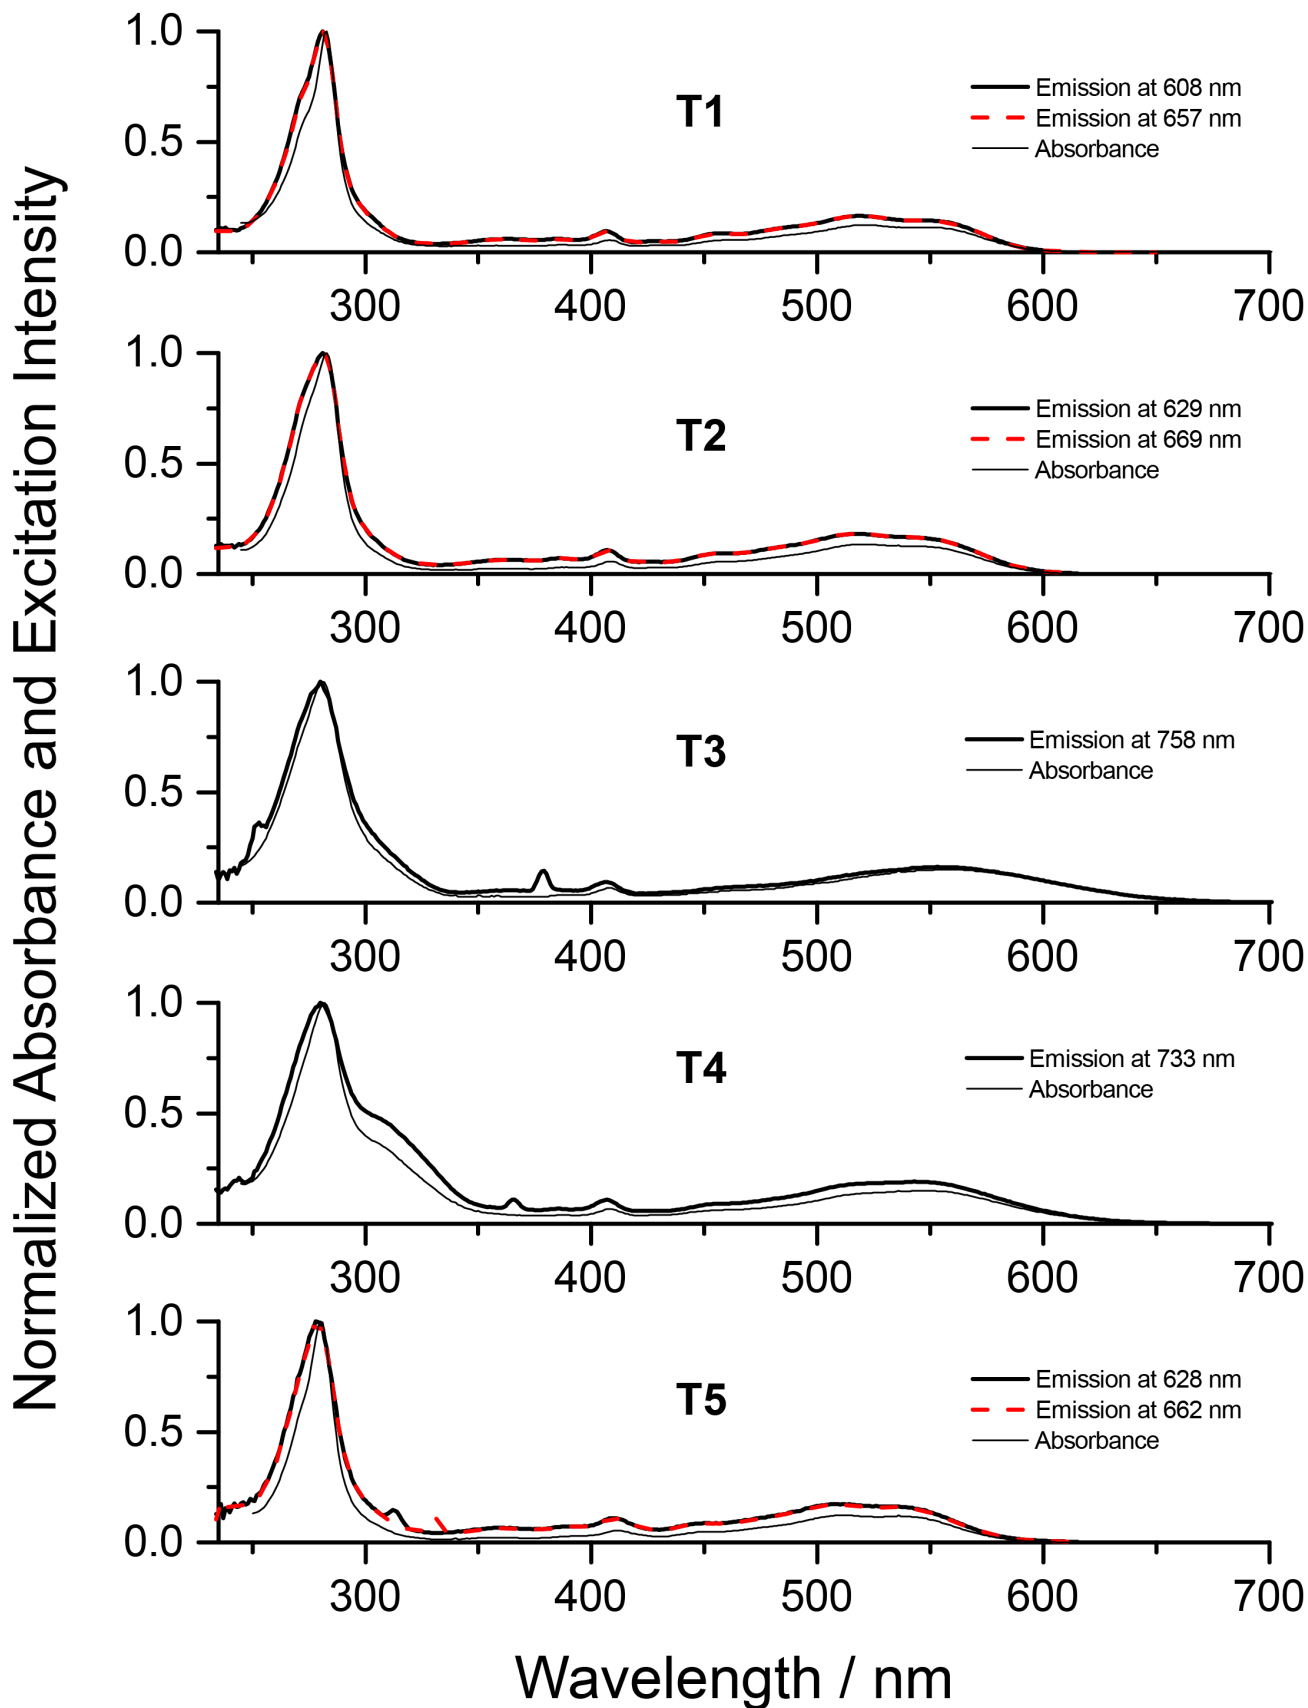 Normalized Absorbance and Excitation Intensity
1.0
0.5
0.0
T1
Emission at 608 nm
Emission at 657 nm
Absorbance
300 400 500 600 700
1.0
0.5
0.0
T2
Emission at 629 nm
Emission at 669 nm
Absorbance
300 400 500 600 700
1.0
0.5
0.0
T3
Emission at 758 nm
Absorbance
300 400 500 600 700
1.0
0.5
0.0
T4
Emission at 733 nm
Absorbance
300 400 500 600 700
1.0
0.5
0.0
T5
Emission at 628 nm
Emission at 662 nm
Absorbance
300 400 500 600 700
Wavelength / nm